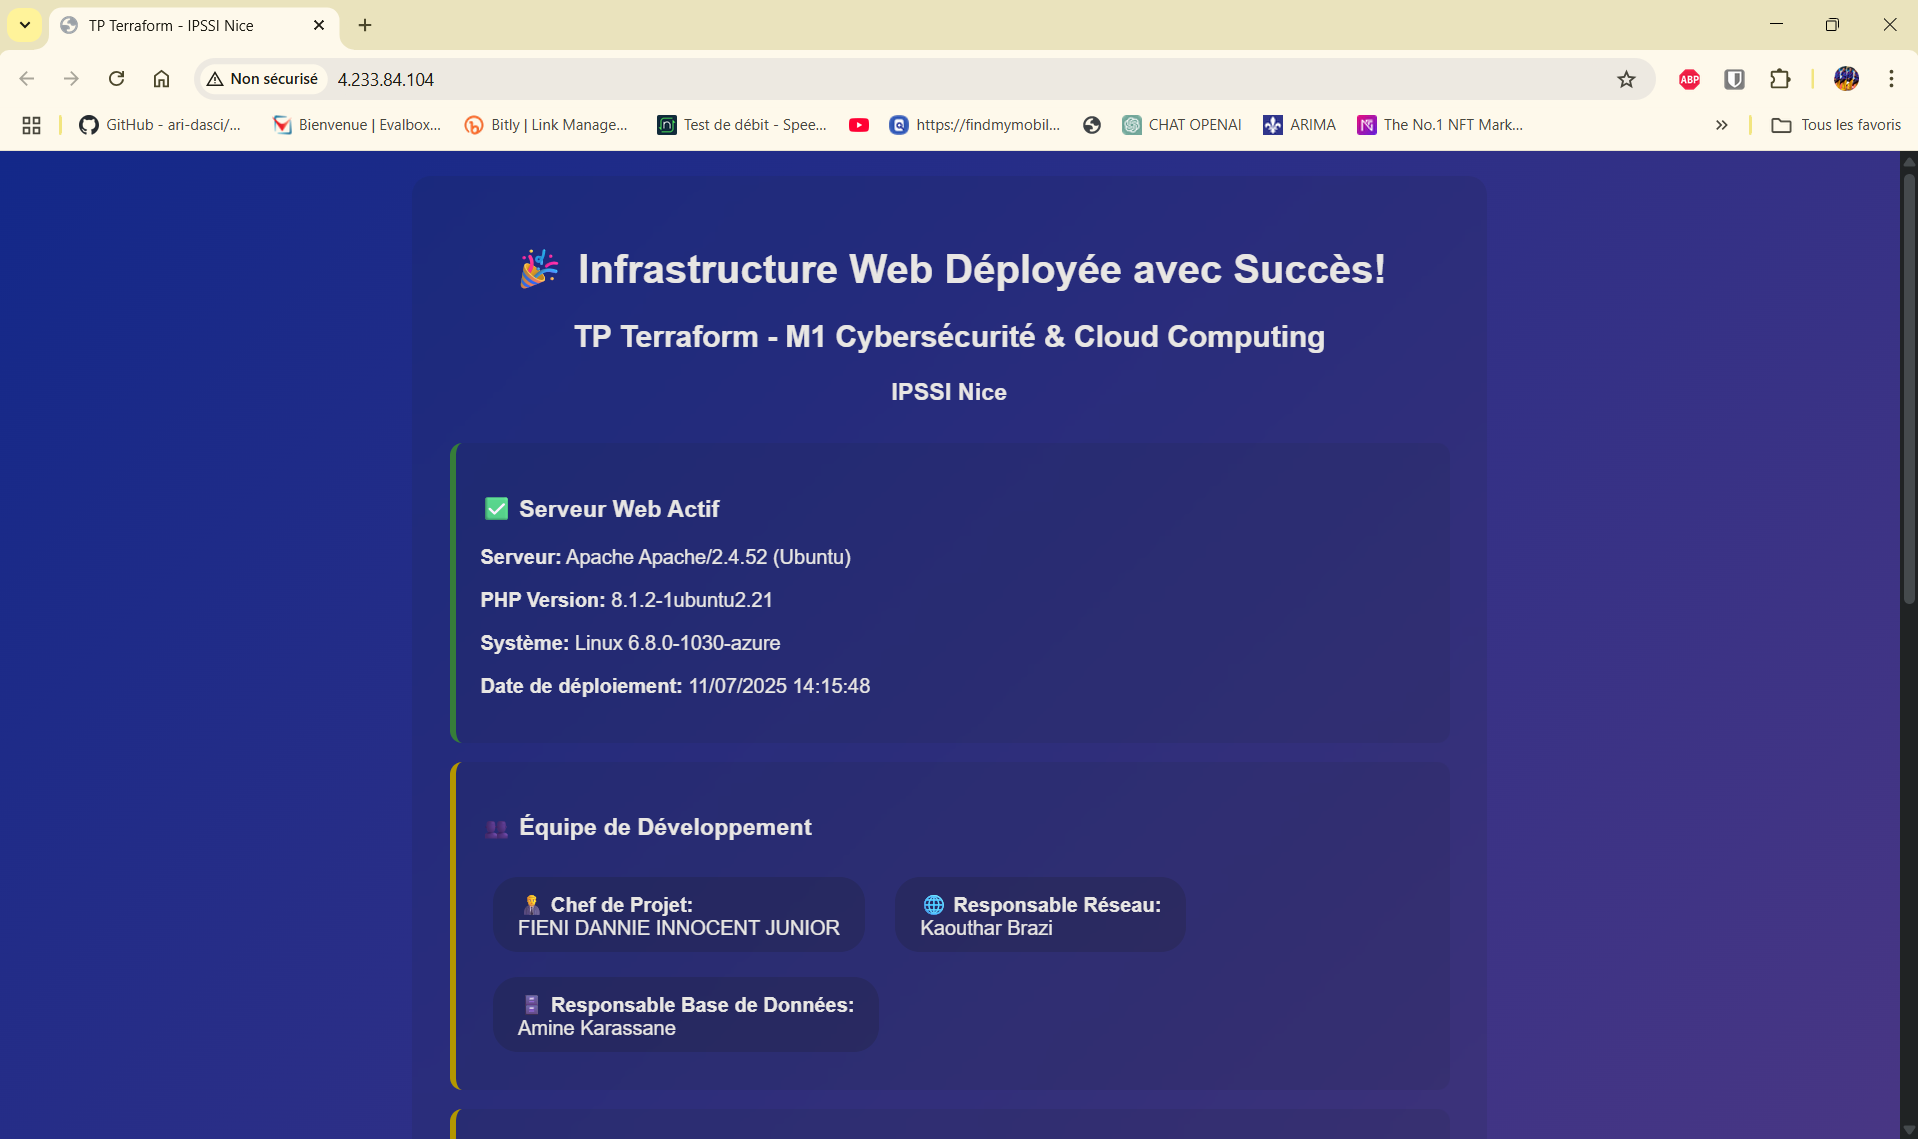 TP Terraform - IPSSI Nice
Non sécurisé 4.233.84.104
ABP
GitHub - ari-dasci/... Bienvenue | Evalbox... Bitly | Link Manage... Test de débit - Spee... https://findmymobil... CHAT OPENAI ARIMA The No.1 NFT Mark... Tous les favoris
Infrastructure Web Déployée avec Succès!
TP Terraform - M1 Cybersécurité & Cloud Computing
IPSSI Nice
Serveur Web Actif
Serveur: Apache Apache/2.4.52 (Ubuntu)
PHP Version: 8.1.2-1ubuntu2.21
Système: Linux 6.8.0-1030-azure
Date de déploiement: 11/07/2025 14:15:48
Équipe de Développement
Chef de Projet:
FIENI DANNIE INNOCENT JUNIOR
Responsable Réseau:
Kaouthar Brazi
Responsable Base de Données:
Amine Karassane